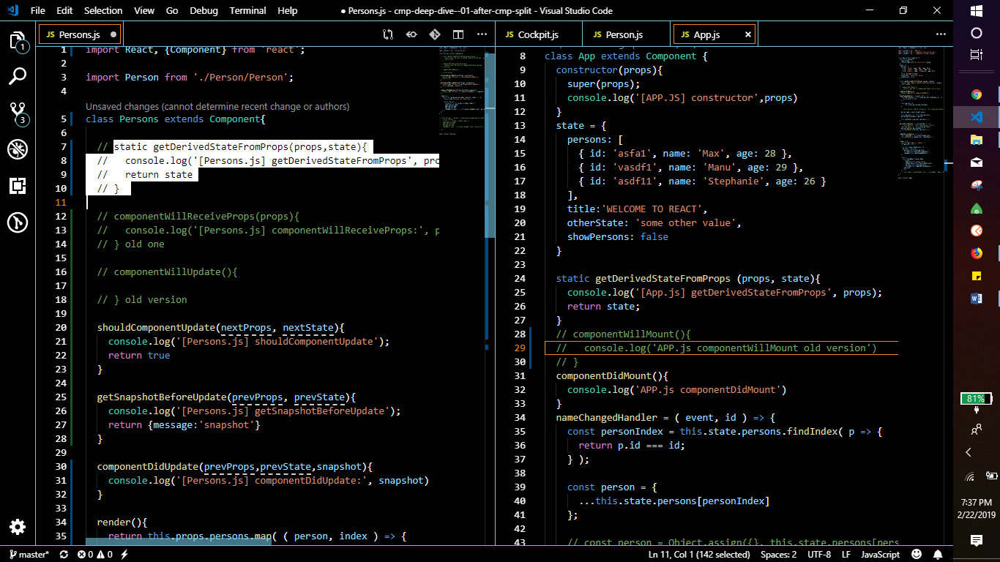 File Edit Selection View Go Debug Terminal Help
● Persons.js - cmp-deep-dive--01-after-cmp-split - Visual Studio Code
JS Persons.js ●
1 import React, {Component} from 'react';
2
3 import Person from './Person/Person';
4
Unsaved changes (cannot determine recent change or authors)
5 class Persons extends Component{
6
7 // static getDerivedStateFromProps(props,state){
8 //   console.log('[Persons.js] getDerivedStateFromProps', pro
9 //   return state
10 // }
11
12 // componentWillReceiveProps(props){
13 //   console.log('[Persons.js] componentWillReceiveProps:', p
14 // } old one
15
16 // componentWillUpdate(){
17
18 // } old version
19
20 shouldComponentUpdate(nextProps, nextState){
21 console.log('[Persons.js] shouldComponentUpdate');
22 return true
23 }
24
25 getSnapshotBeforeUpdate(prevProps, prevState){
26 console.log('[Persons.js] getSnapshotBeforeUpdate');
27 return {message:'snapshot'}
28 }
29
30 componentDidUpdate(prevProps,prevState,snapshot){
31 console.log('[Persons.js] componentDidUpdate:', snapshot)
32 }
33
34 render(){
35 return this.props.persons.map( ( person, index ) => {
JS Cockpit.js JS Person.js JS App.js ×
8 class App extends Component {
9 constructor(props){
10 super(props);
11 console.log('[APP.JS] constructor',props)
12 }
13 state = {
14 persons: [
15 { id: 'asfa1', name: 'Max', age: 28 },
16 { id: 'vasdf1', name: 'Manu', age: 29 },
17 { id: 'asdf11', name: 'Stephanie', age: 26 }
18 ],
19 title:'WELCOME TO REACT',
20 otherState: 'some other value',
21 showPersons: false
22 }
23
24 static getDerivedStateFromProps (props, state){
25 console.log('[App.js] getDerivedStateFromProps', props);
26 return state;
27 }
28 // componentWillMount(){
29 //   console.log('APP.js componentWillMount old version')
30 // }
31 componentDidMount(){
32 console.log('APP.js componentDidMount')
33 }
34 nameChangedHandler = ( event, id ) => {
35 const personIndex = this.state.persons.findIndex( p => {
36 return p.id === id;
37 } );
38
39 const person = {
40 ...this.state.persons[personIndex]
41 };
42
43 // const person = Object.assign({}, this.state.persons[pers
1
3
81%
7:37 PM
2/22/2019
master* 0 0 Ln 11, Col 1 (142 selected) Spaces: 2 UTF-8 LF JavaScript